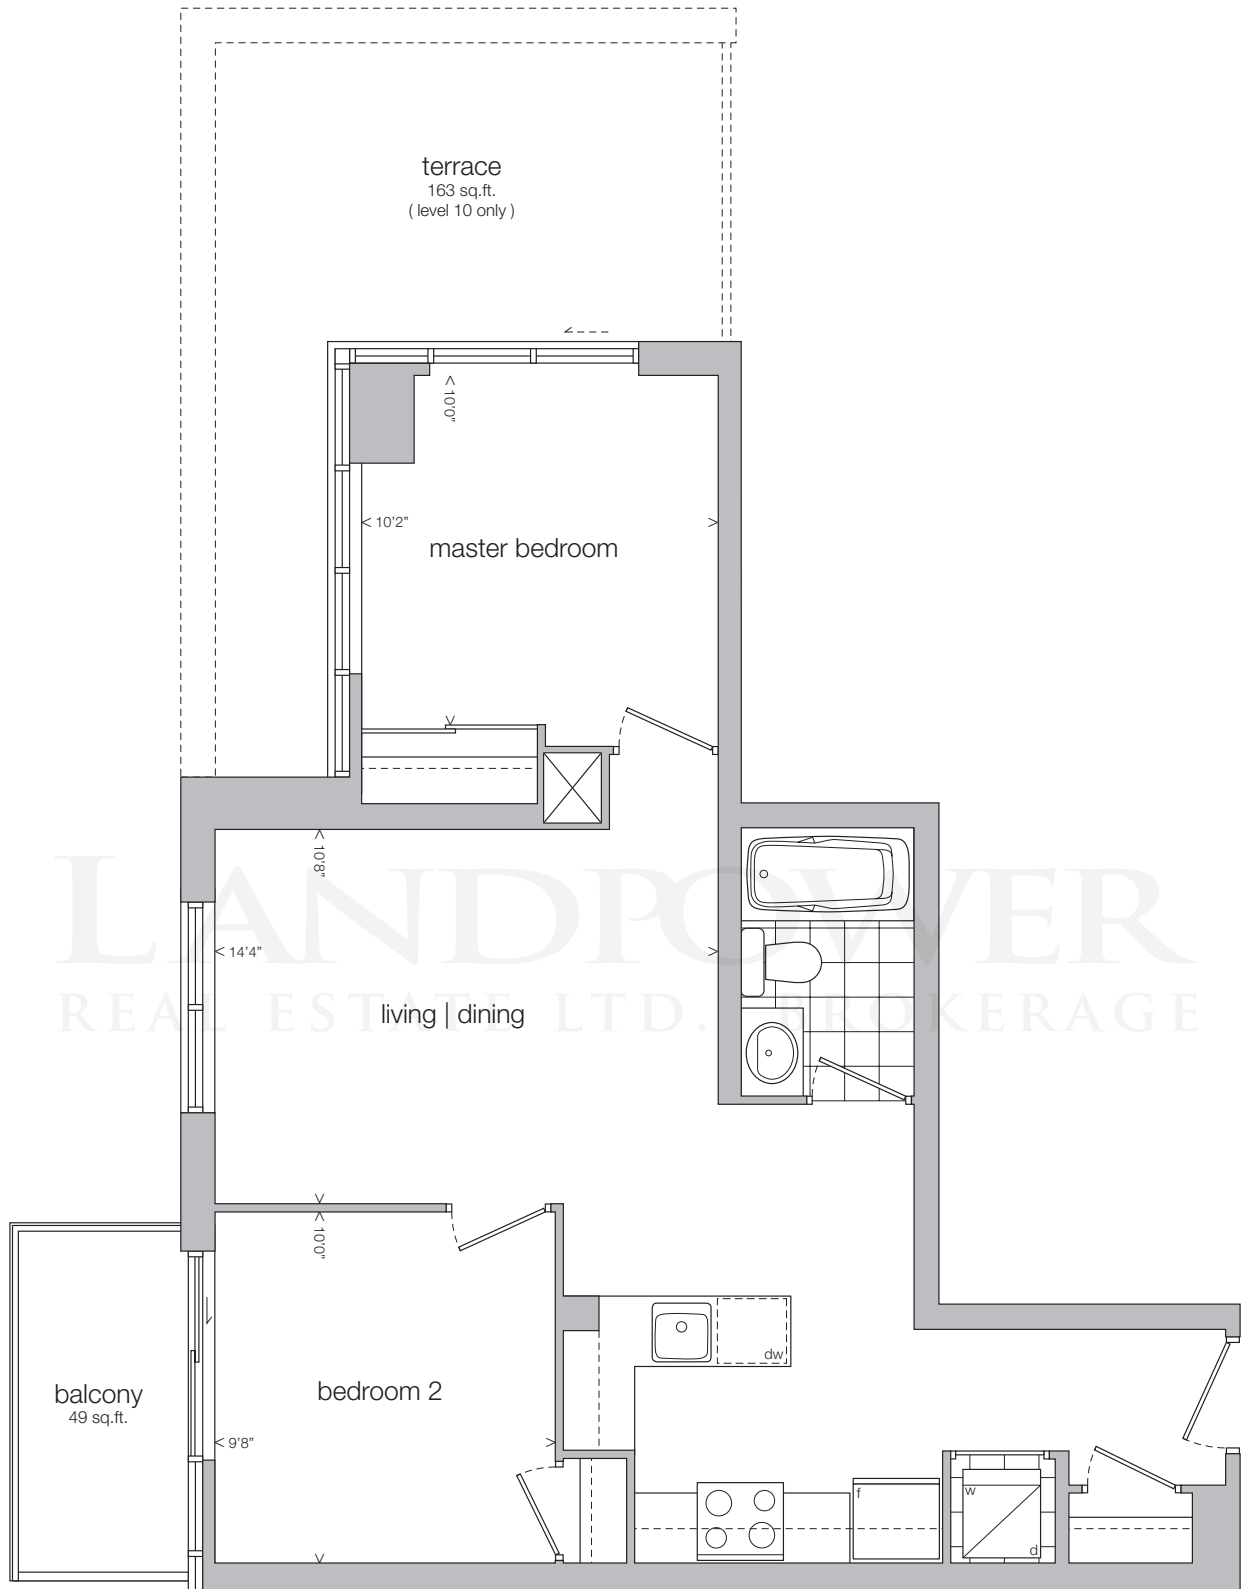 terrace
163 sq.ft.
( level 10 only )
10'0"
10'2"
master bedroom
10'8"
LANDPOWER
14'4"
REAL ESTATE LTD. BROKERAGE
living | dining
10'0"
dw
balcony
49 sq.ft.
bedroom 2
9'8"
f
w
d